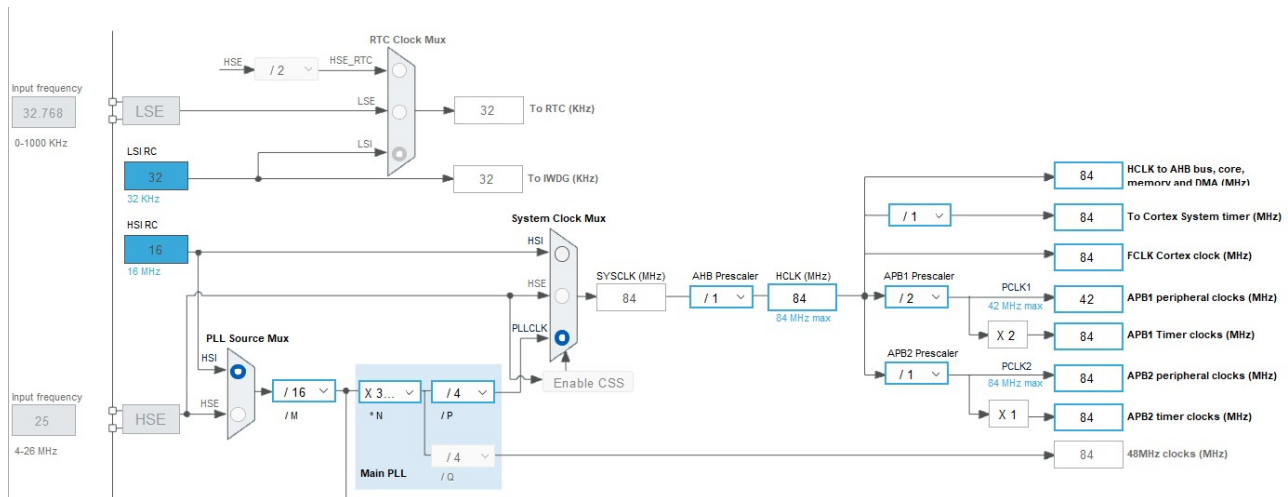 RTC Clock Mux
HSE
/ 2
HSE_RTC
Input frequency
32.768
0-1000 KHz
LSE
LSE
32
To RTC (KHz)
LSI RC
32
32 KHz
LSI
32
To IWDG (KHz)
HSI RC
16
16 MHz
System Clock Mux
HSI
HSE
PLLCLK
SYSCLK (MHz)
84
AHB Prescaler
/ 1
HCLK (MHz)
84
84 MHz max
84
HCLK to AHB bus, core,
memory and DMA (MHz)
/ 1
84
To Cortex System timer (MHz)
84
FCLK Cortex clock (MHz)
APB1 Prescaler
/ 2
PCLK1
42 MHz max
42
APB1 peripheral clocks (MHz)
X 2
84
APB1 Timer clocks (MHz)
APB2 Prescaler
/ 1
PCLK2
84 MHz max
84
APB2 peripheral clocks (MHz)
X 1
84
APB2 timer clocks (MHz)
PLL Source Mux
HSI
HSE
/ 16
/ M
X 3...
* N
/ 4
/ P
Enable CSS
Input frequency
25
4-26 MHz
HSE
Main PLL
/ 4
/ Q
84
48MHz clocks (MHz)